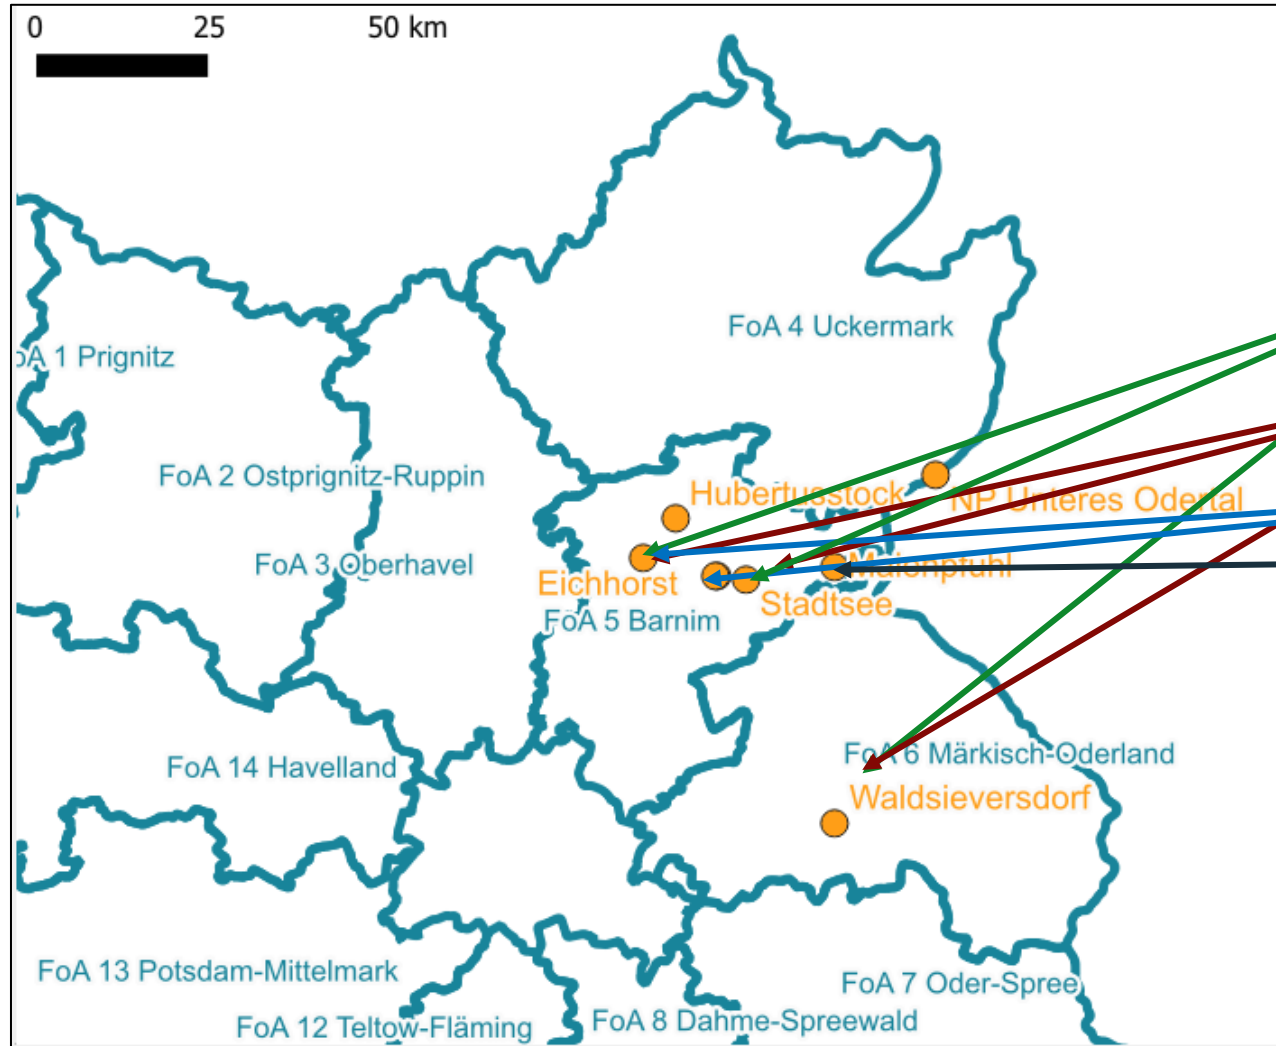 0 25 50 km
FoA 4 Uckermark
oA 1 Prignitz
FoA 2 Ostprignitz-Ruppin
Hubertusstock
NP Unteres Odertal
FoA 3 Oberhavel
Maienpfuhl
Eichhorst
Stadtsee
FoA 5 Barnim
FoA 6 Märkisch-Oderland
FoA 14 Havelland
Waldsieversdorf
FoA 13 Potsdam-Mittelmark
FoA 7 Oder-Spree
FoA 12 Teltow-Fläming
FoA 8 Dahme-Spreewald